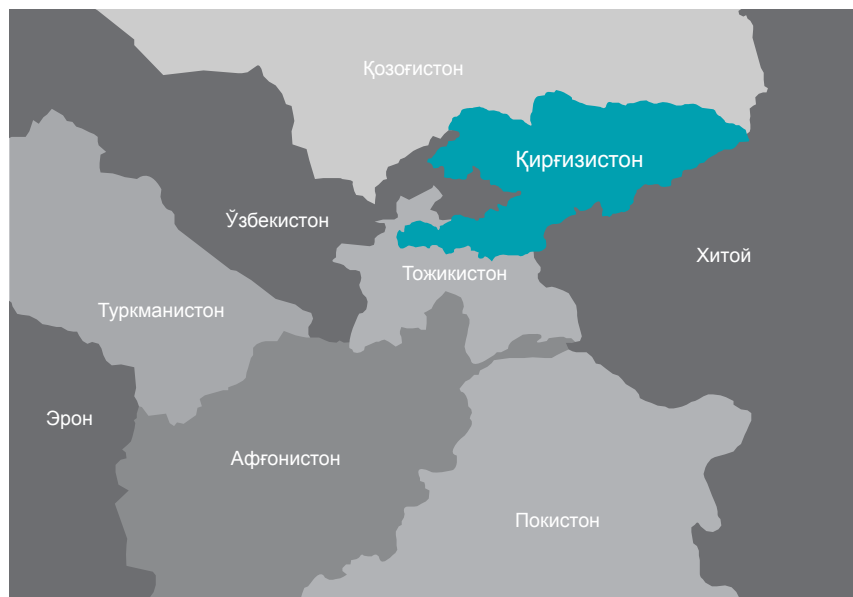 Қозоғистон
Қирғизистон
Ўзбекистон
Хитой
Тожикистон
Туркманистон
Эрон
Афғонистон
Покистон